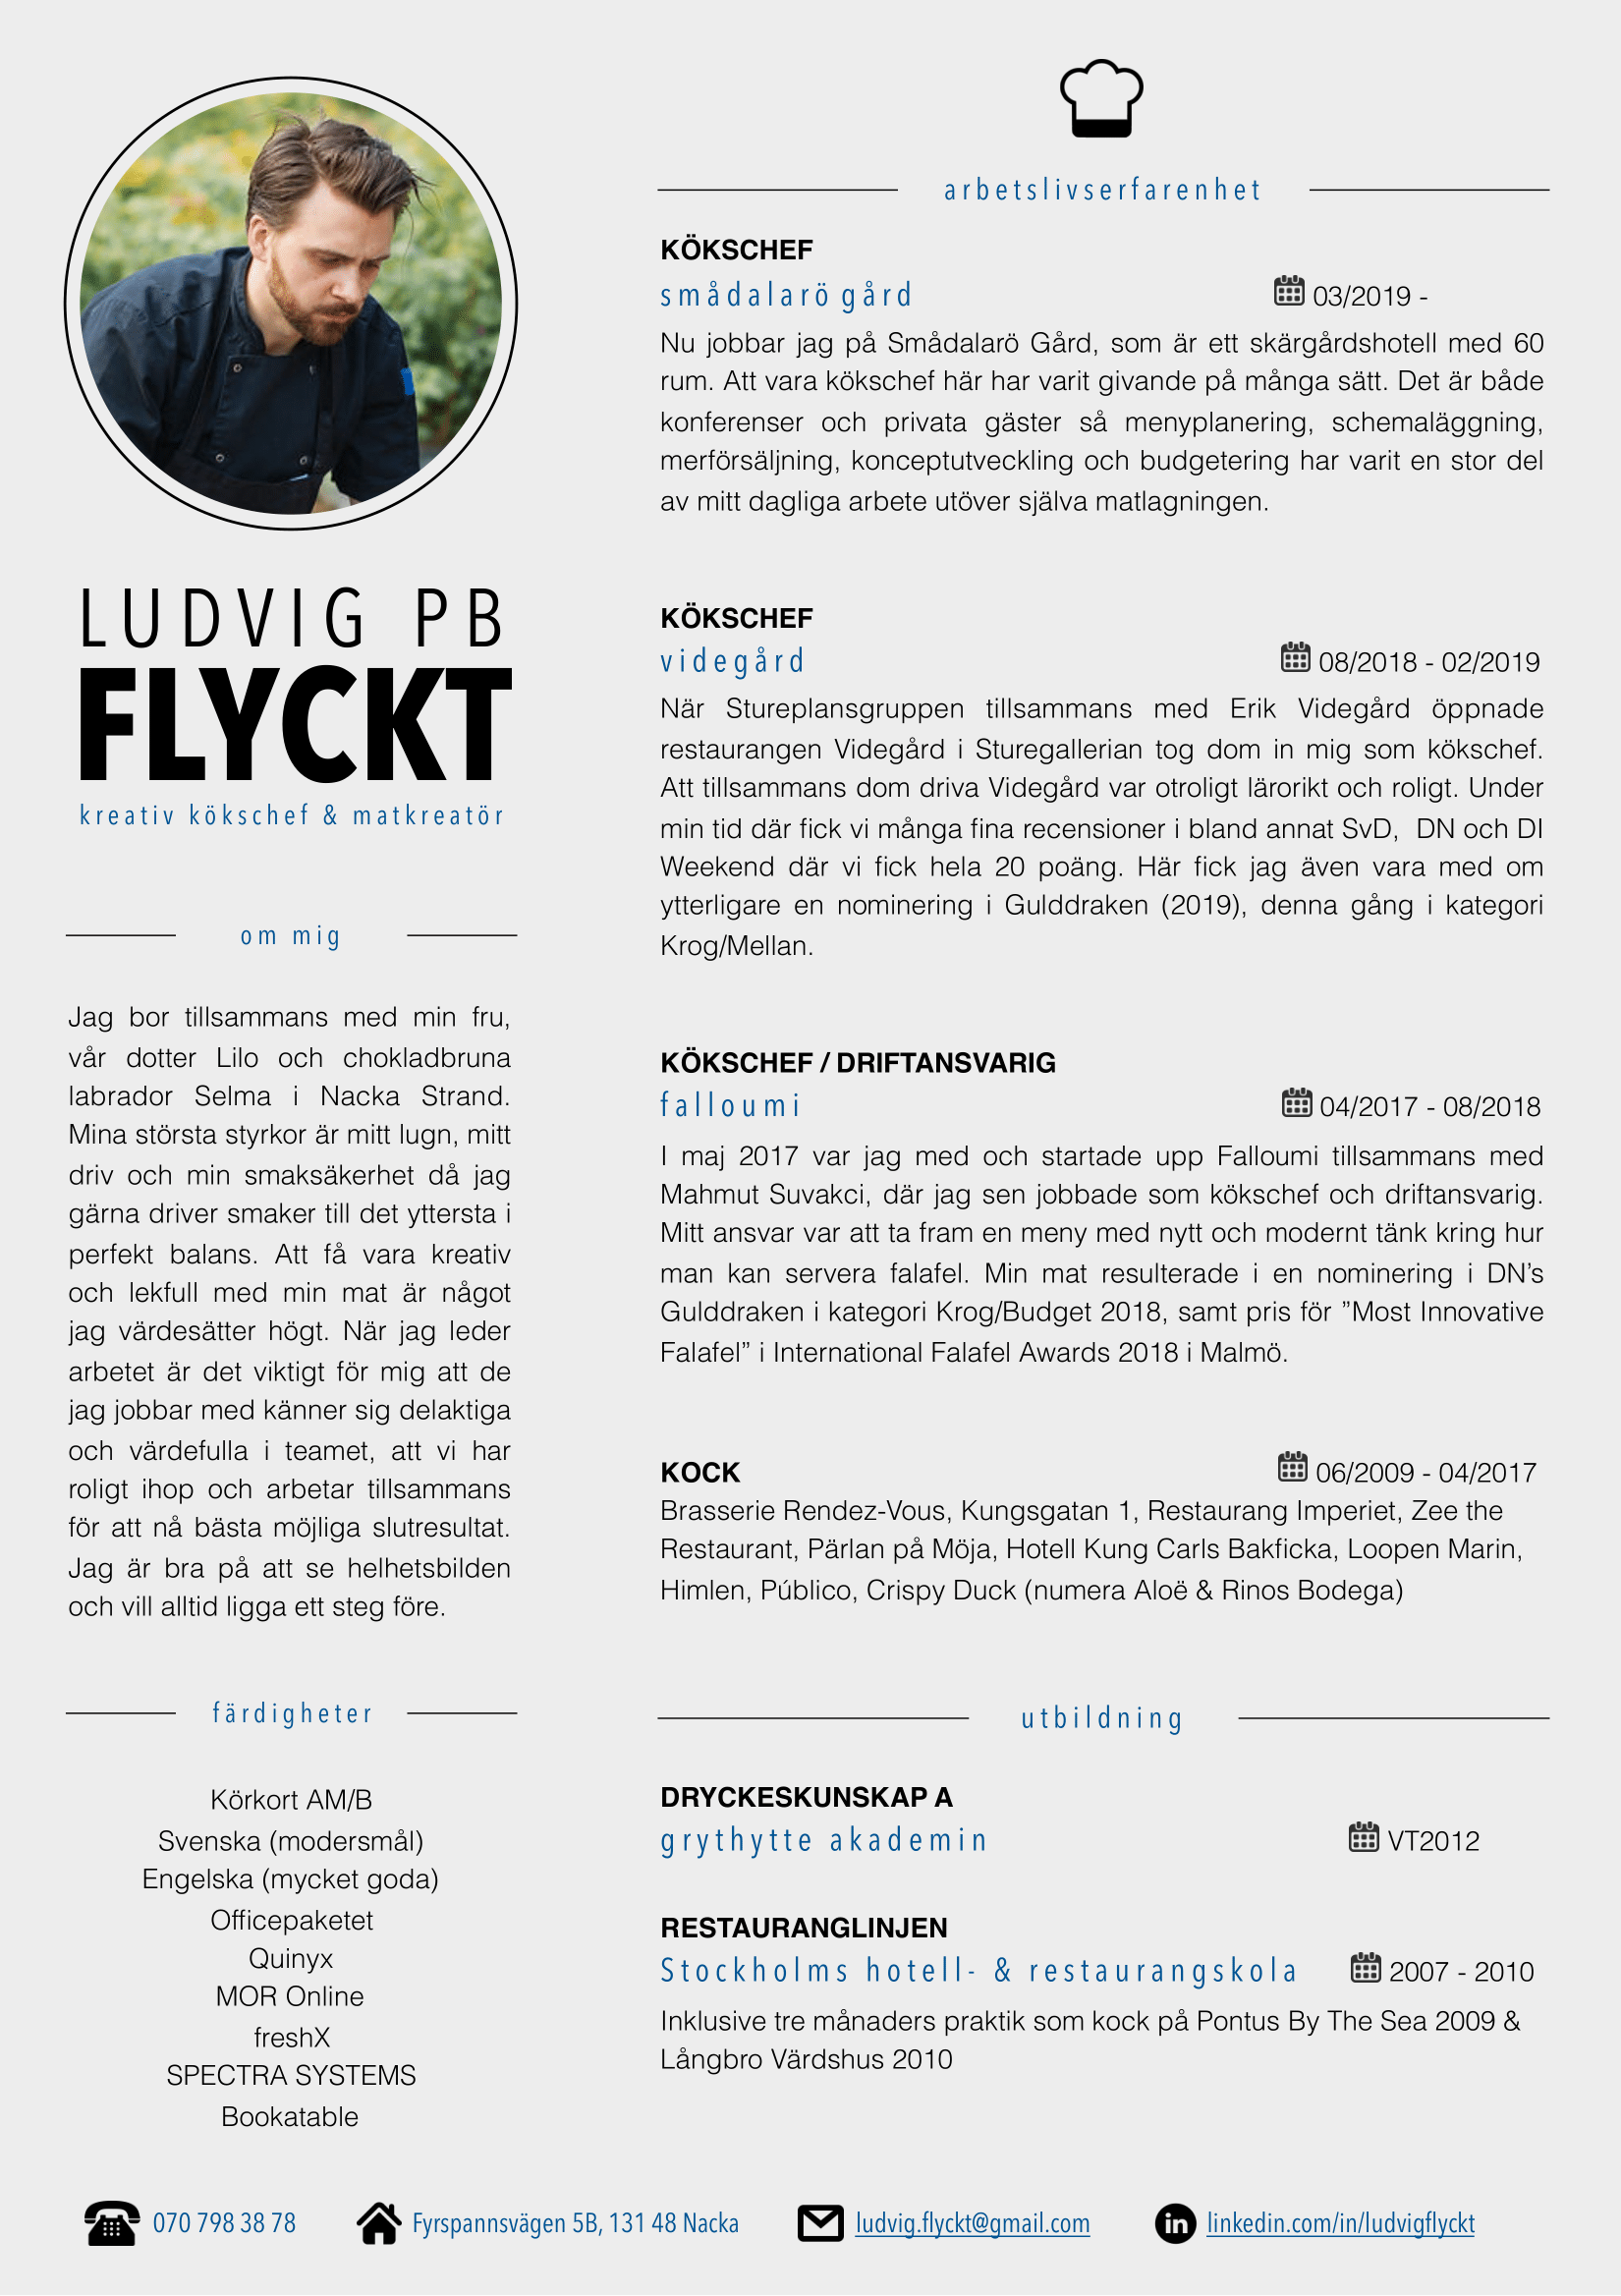 LUDVIG PB
FLYCKT
kreativ kökschef & matkreatör
om mig
Jag bor tillsammans med min fru,
vår dotter Lilo och chokladbruna
labrador Selma i Nacka Strand.
Mina största styrkor är mitt lugn, mitt
driv och min smaksäkerhet då jag
gärna driver smaker till det yttersta i
perfekt balans. Att få vara kreativ
och lekfull med min mat är något
jag värdesätter högt. När jag leder
arbetet är det viktigt för mig att de
jag jobbar med känner sig delaktiga
och värdefulla i teamet, att vi har
roligt ihop och arbetar tillsammans
för att nå bästa möjliga slutresultat.
Jag är bra på att se helhetsbilden
och vill alltid ligga ett steg före.
färdigheter
Körkort AM/B
Svenska (modersmål)
Engelska (mycket goda)
Officepaketet
Quinyx
MOR Online
freshX
SPECTRA SYSTEMS
Bookatable
arbetslivserfarenhet
KÖKSCHEF
smådalarö gård 03/2019 -
Nu jobbar jag på Smådalarö Gård, som är ett skärgårdshotell med 60
rum. Att vara kökschef här har varit givande på många sätt. Det är både
konferenser och privata gäster så menyplanering, schemaläggning,
merförsäljning, konceptutveckling och budgetering har varit en stor del
av mitt dagliga arbete utöver själva matlagningen.
KÖKSCHEF
videgård 08/2018 - 02/2019
När Stureplansgruppen tillsammans med Erik Videgård öppnade
restaurangen Videgård i Sturegallerian tog dom in mig som kökschef.
Att tillsammans dom driva Videgård var otroligt lärorikt och roligt. Under
min tid där fick vi många fina recensioner i bland annat SvD, DN och DI
Weekend där vi fick hela 20 poäng. Här fick jag även vara med om
ytterligare en nominering i Gulddraken (2019), denna gång i kategori
Krog/Mellan.
KÖKSCHEF / DRIFTANSVARIG
falloumi 04/2017 - 08/2018
I maj 2017 var jag med och startade upp Falloumi tillsammans med
Mahmut Suvakci, där jag sen jobbade som kökschef och driftansvarig.
Mitt ansvar var att ta fram en meny med nytt och modernt tänk kring hur
man kan servera falafel. Min mat resulterade i en nominering i DN’s
Gulddraken i kategori Krog/Budget 2018, samt pris för ”Most Innovative
Falafel” i International Falafel Awards 2018 i Malmö.
KOCK 06/2009 - 04/2017
Brasserie Rendez-Vous, Kungsgatan 1, Restaurang Imperiet, Zee the
Restaurant, Pärlan på Möja, Hotell Kung Carls Bakficka, Loopen Marin,
Himlen, Público, Crispy Duck (numera Aloë & Rinos Bodega)
utbildning
DRYCKESKUNSKAP A
grythytte akademin VT2012
RESTAURANGLINJEN
Stockholms hotell- & restaurangskola 2007 - 2010
Inklusive tre månaders praktik som kock på Pontus By The Sea 2009 &
Långbro Värdshus 2010
070 798 38 78 Fyrspannsvägen 5B, 131 48 Nacka ludvig.flyckt@gmail.com in linkedin.com/in/ludvigflyckt